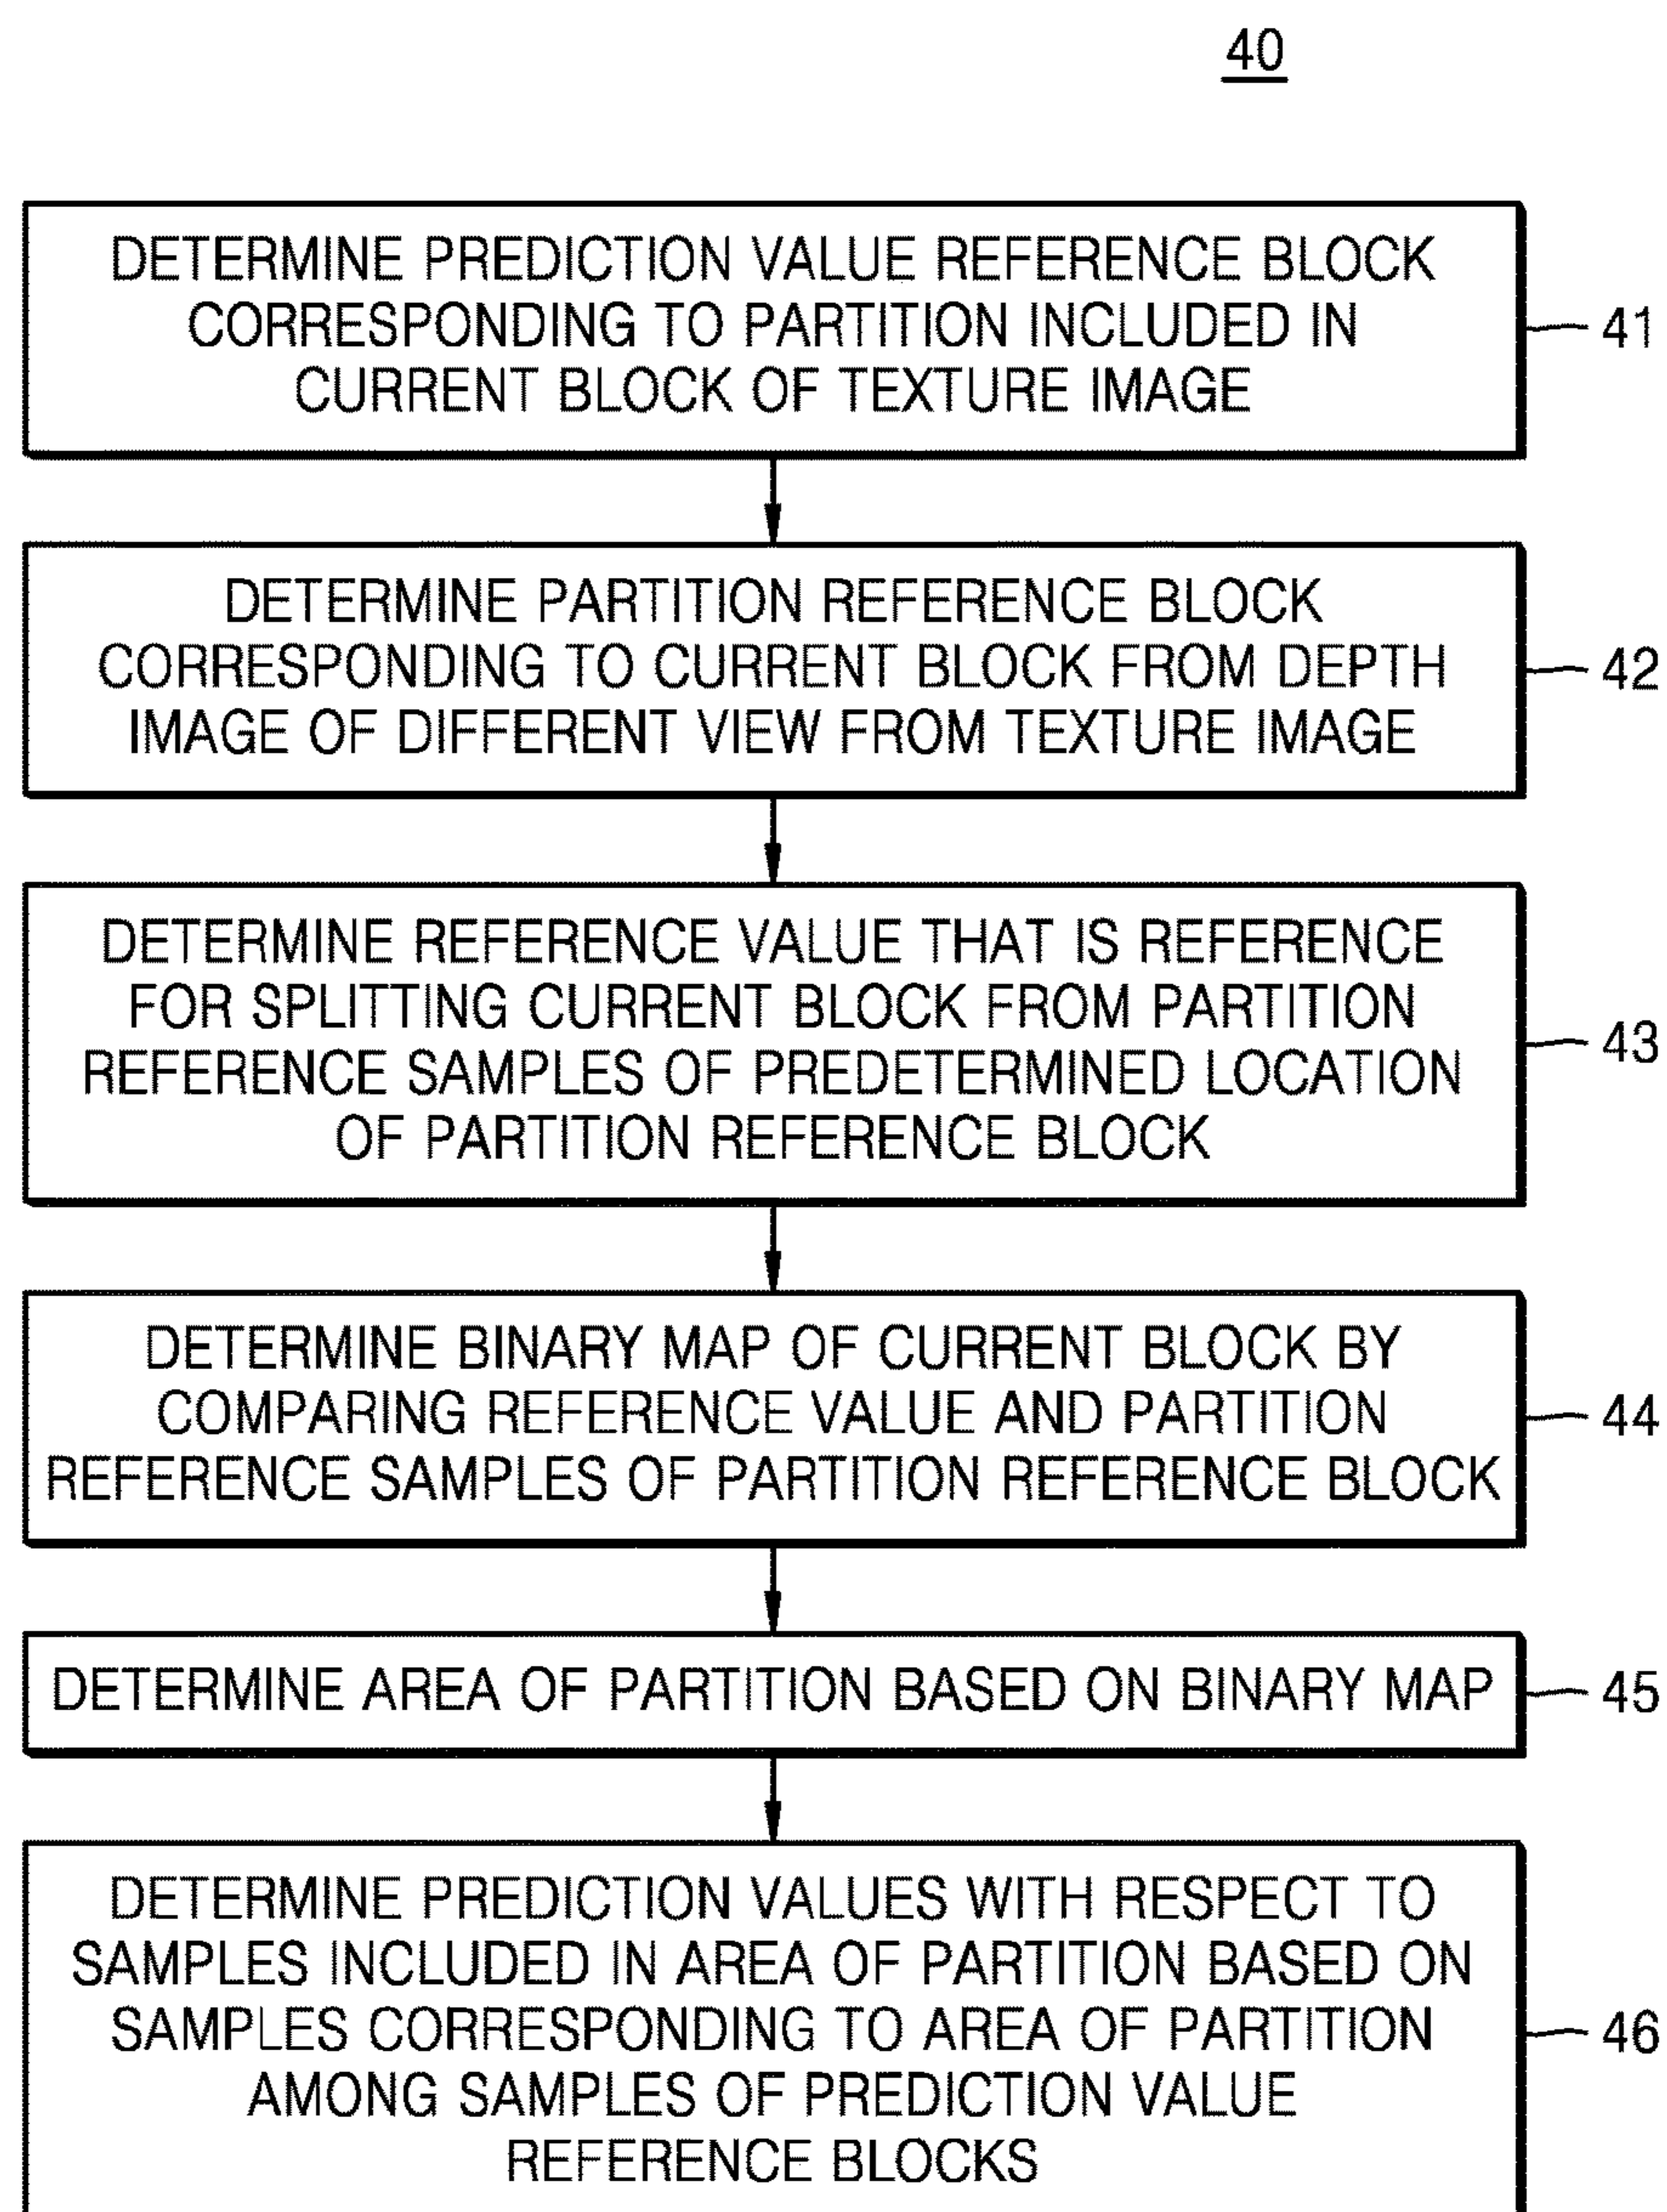 40
DETERMINE PREDICTION VALUE REFERENCE BLOCK
CORRESPONDING TO PARTITION INCLUDED IN
CURRENT BLOCK OF TEXTURE IMAGE
41
DETERMINE PARTITION REFERENCE BLOCK
CORRESPONDING TO CURRENT BLOCK FROM DEPTH
IMAGE OF DIFFERENT VIEW FROM TEXTURE IMAGE
42
DETERMINE REFERENCE VALUE THAT IS REFERENCE
FOR SPLITTING CURRENT BLOCK FROM PARTITION
REFERENCE SAMPLES OF PREDETERMINED LOCATION
OF PARTITION REFERENCE BLOCK
43
DETERMINE BINARY MAP OF CURRENT BLOCK BY
COMPARING REFERENCE VALUE AND PARTITION
REFERENCE SAMPLES OF PARTITION REFERENCE BLOCK
44
DETERMINE AREA OF PARTITION BASED ON BINARY MAP
45
DETERMINE PREDICTION VALUES WITH RESPECT TO
SAMPLES INCLUDED IN AREA OF PARTITION BASED ON
SAMPLES CORRESPONDING TO AREA OF PARTITION
AMONG SAMPLES OF PREDICTION VALUE
REFERENCE BLOCKS
46